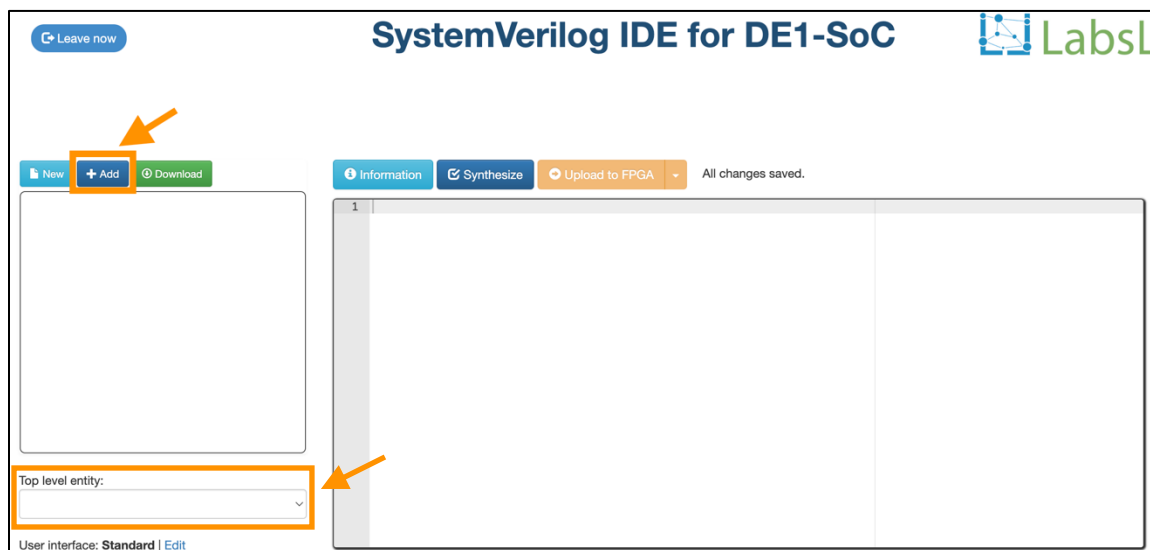 Leave now
SystemVerilog IDE for DE1-SoC
LabsL
New
Add
Download
Information
Synthesize
Upload to FPGA
All changes saved.
1
Top level entity:
User interface: Standard | Edit